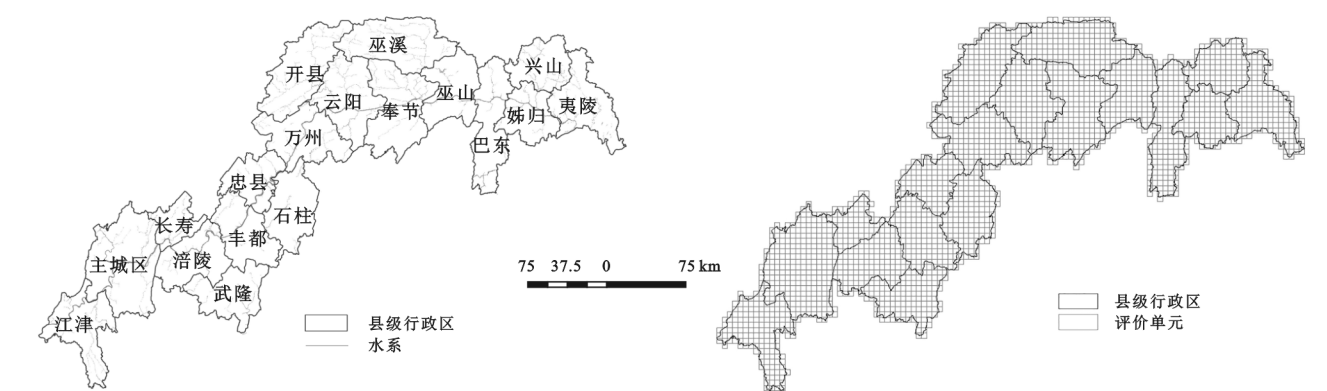 巫溪
开县
兴山
云阳
巫山
奉节
姊归
夷陵
万州
巴东
忠县
石柱
长寿
丰都
主城区
涪陵
武隆
江津
75 37.5 0 75 km
县级行政区
水系
县级行政区
评价单元